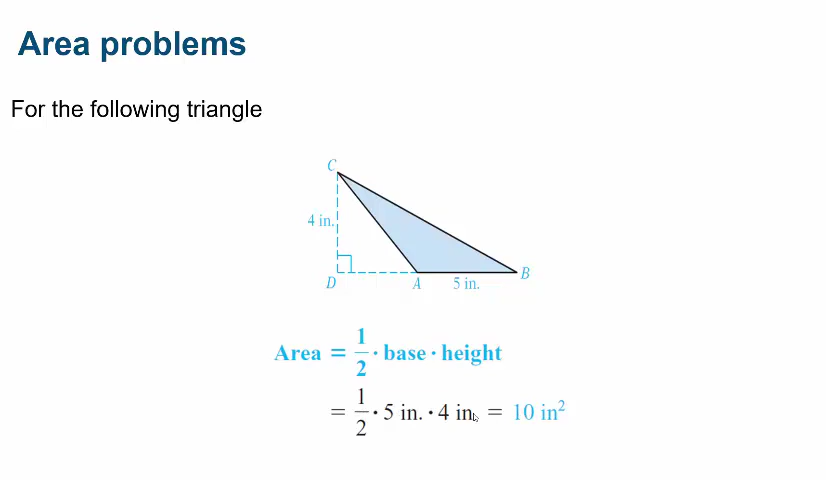 Area problems
For the following triangle
C
4 in.
D
A
5 in.
B
Area = 1/2 · base · height
= 1/2 · 5 in. · 4 in. = 10 in²